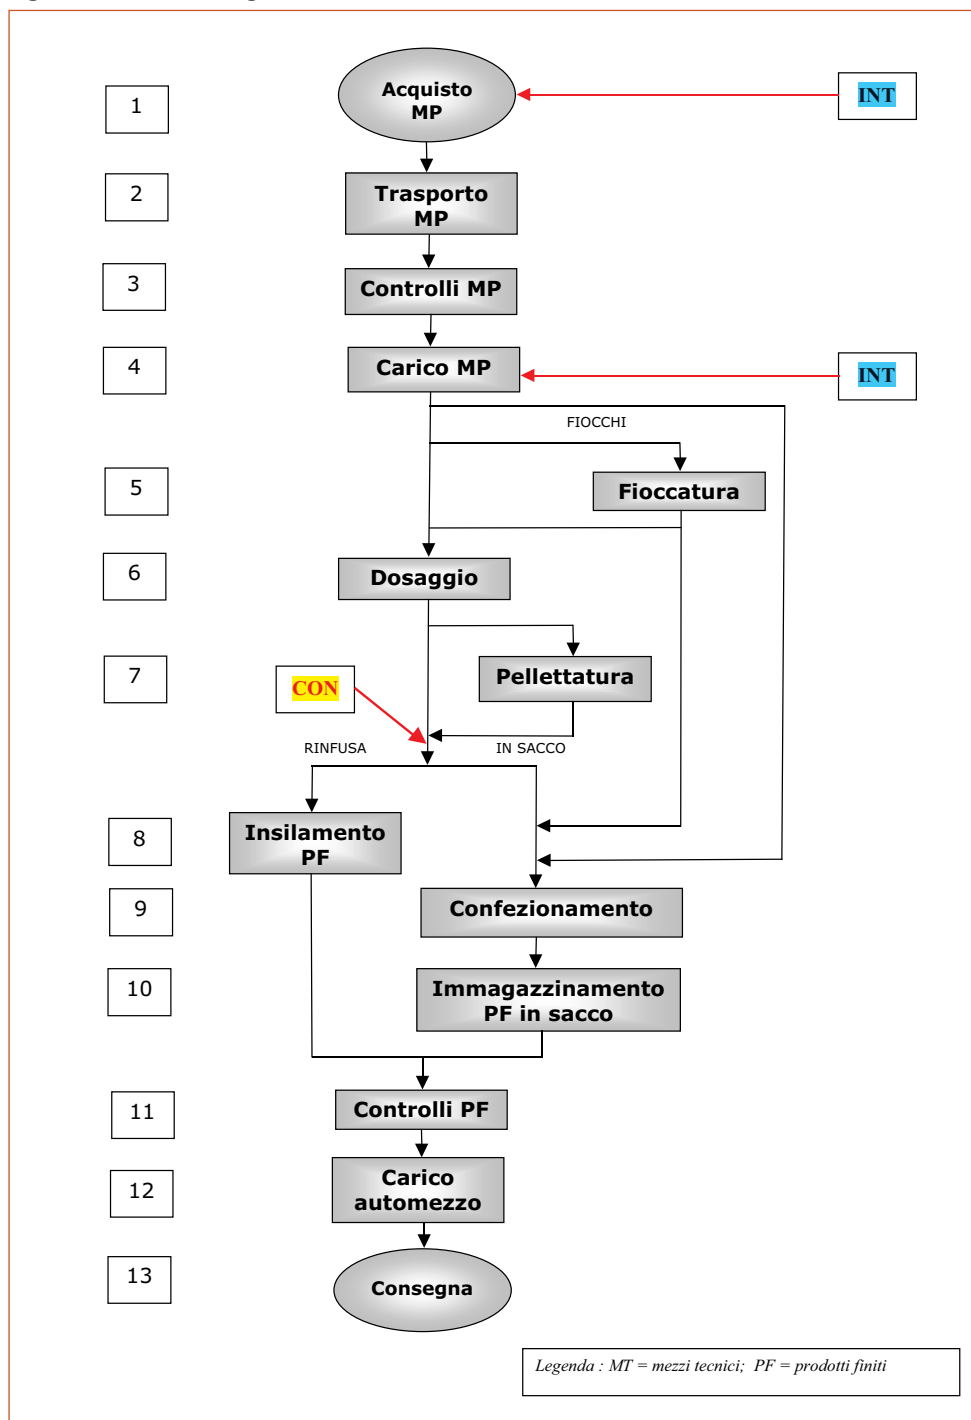 1
Acquisto
MP
INT
2
Trasporto
MP
3
Controlli MP
4
Carico MP
INT
FIOCCHI
5
Fioccatura
6
Dosaggio
7
Pellettatura
CON
RINFUSA
IN SACCO
8
Insilamento
PF
9
Confezionamento
10
Immagazzinamento
PF in sacco
11
Controlli PF
12
Carico
automezzo
13
Consegna
Legenda : MT = mezzi tecnici; PF = prodotti finiti